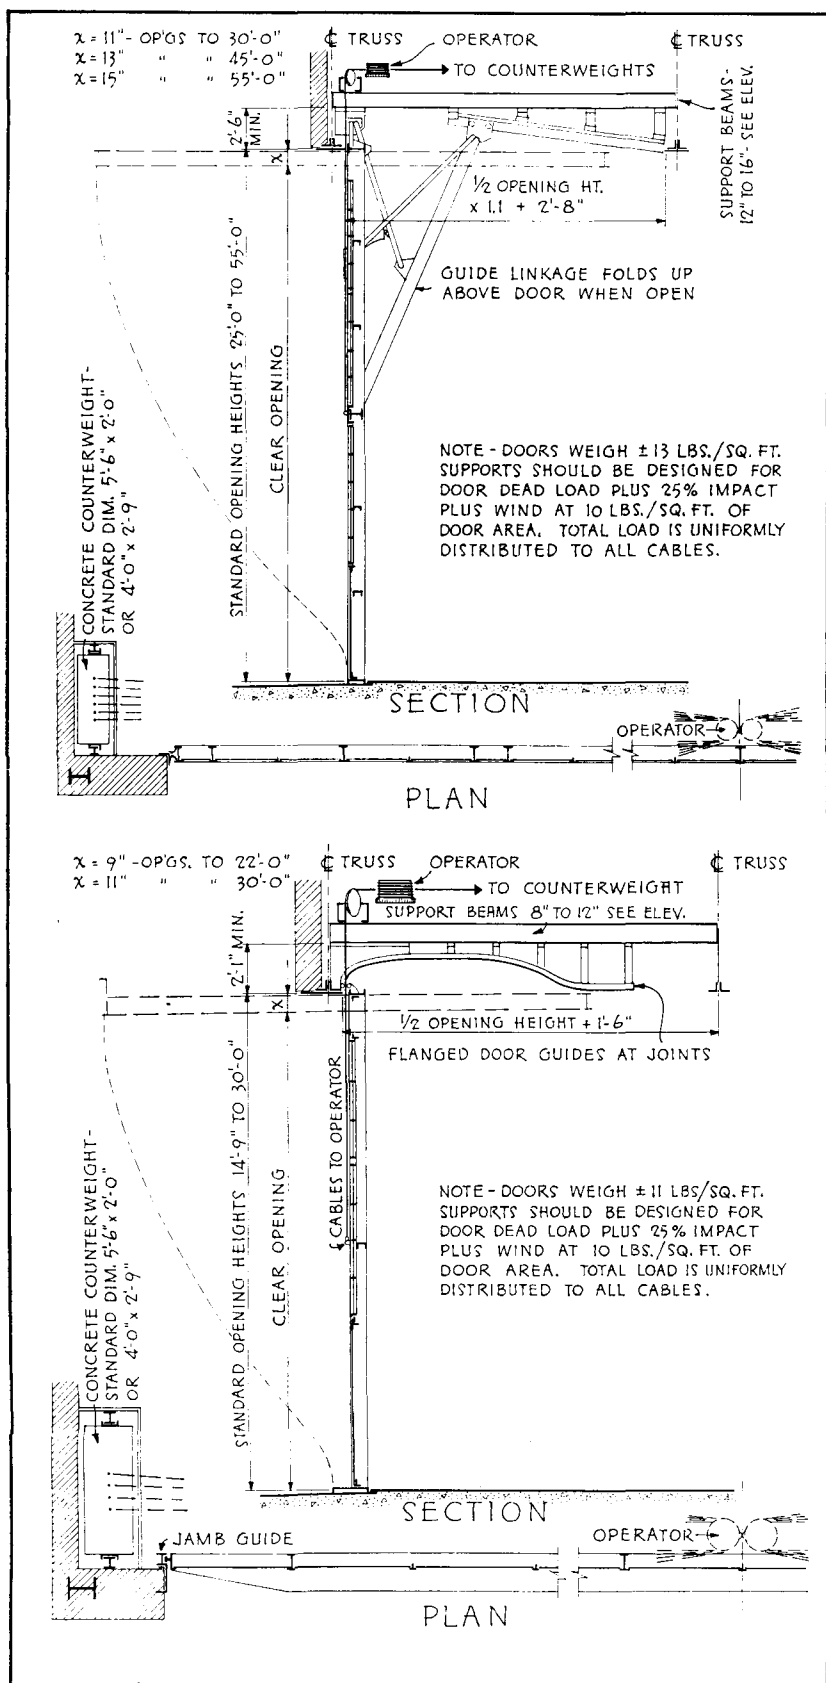 x = 11" - OP'GS TO 30'-0"
x = 13" " " 45'-0"
x = 15" " " 55'-0"
℄ TRUSS
OPERATOR
℄ TRUSS
TO COUNTERWEIGHTS
2'-6"
MIN.
x
SUPPORT BEAMS-
12" TO 16"- SEE ELEV.
1/2 OPENING HT.
x 1.1 + 2'-8"
GUIDE LINKAGE FOLDS UP
ABOVE DOOR WHEN OPEN
STANDARD OPENING HEIGHTS 25'-0" TO 55'-0"
CLEAR OPENING
CONCRETE COUNTERWEIGHT-
STANDARD DIM. 5'-6" x 2'-0"
OR 4'-0" x 2'-9"
NOTE - DOORS WEIGH ±13 LBS./SQ. FT.
SUPPORTS SHOULD BE DESIGNED FOR
DOOR DEAD LOAD PLUS 25% IMPACT
PLUS WIND AT 10 LBS./SQ.FT. OF
DOOR AREA. TOTAL LOAD IS UNIFORMLY
DISTRIBUTED TO ALL CABLES.
SECTION
OPERATOR
PLAN
x = 9" - OP'GS. TO 22'-0"
x = 11" " " 30'-0"
℄ TRUSS
OPERATOR
℄ TRUSS
TO COUNTERWEIGHT
SUPPORT BEAMS 8" TO 12" SEE ELEV.
2'-1" MIN.
x
1/2 OPENING HEIGHT + 1'-6"
FLANGED DOOR GUIDES AT JOINTS
STANDARD OPENING HEIGHTS 14'-9" TO 30'-0"
CLEAR OPENING
CABLES TO OPERATOR
CONCRETE COUNTERWEIGHT-
STANDARD DIM. 5'-6" x 2'-0"
OR 4'-0" x 2'-9"
NOTE - DOORS WEIGH ±11 LBS/SQ. FT.
SUPPORTS SHOULD BE DESIGNED FOR
DOOR DEAD LOAD PLUS 25% IMPACT
PLUS WIND AT 10 LBS./SQ. FT. OF
DOOR AREA. TOTAL LOAD IS UNIFORMLY
DISTRIBUTED TO ALL CABLES.
SECTION
JAMB GUIDE
OPERATOR
PLAN